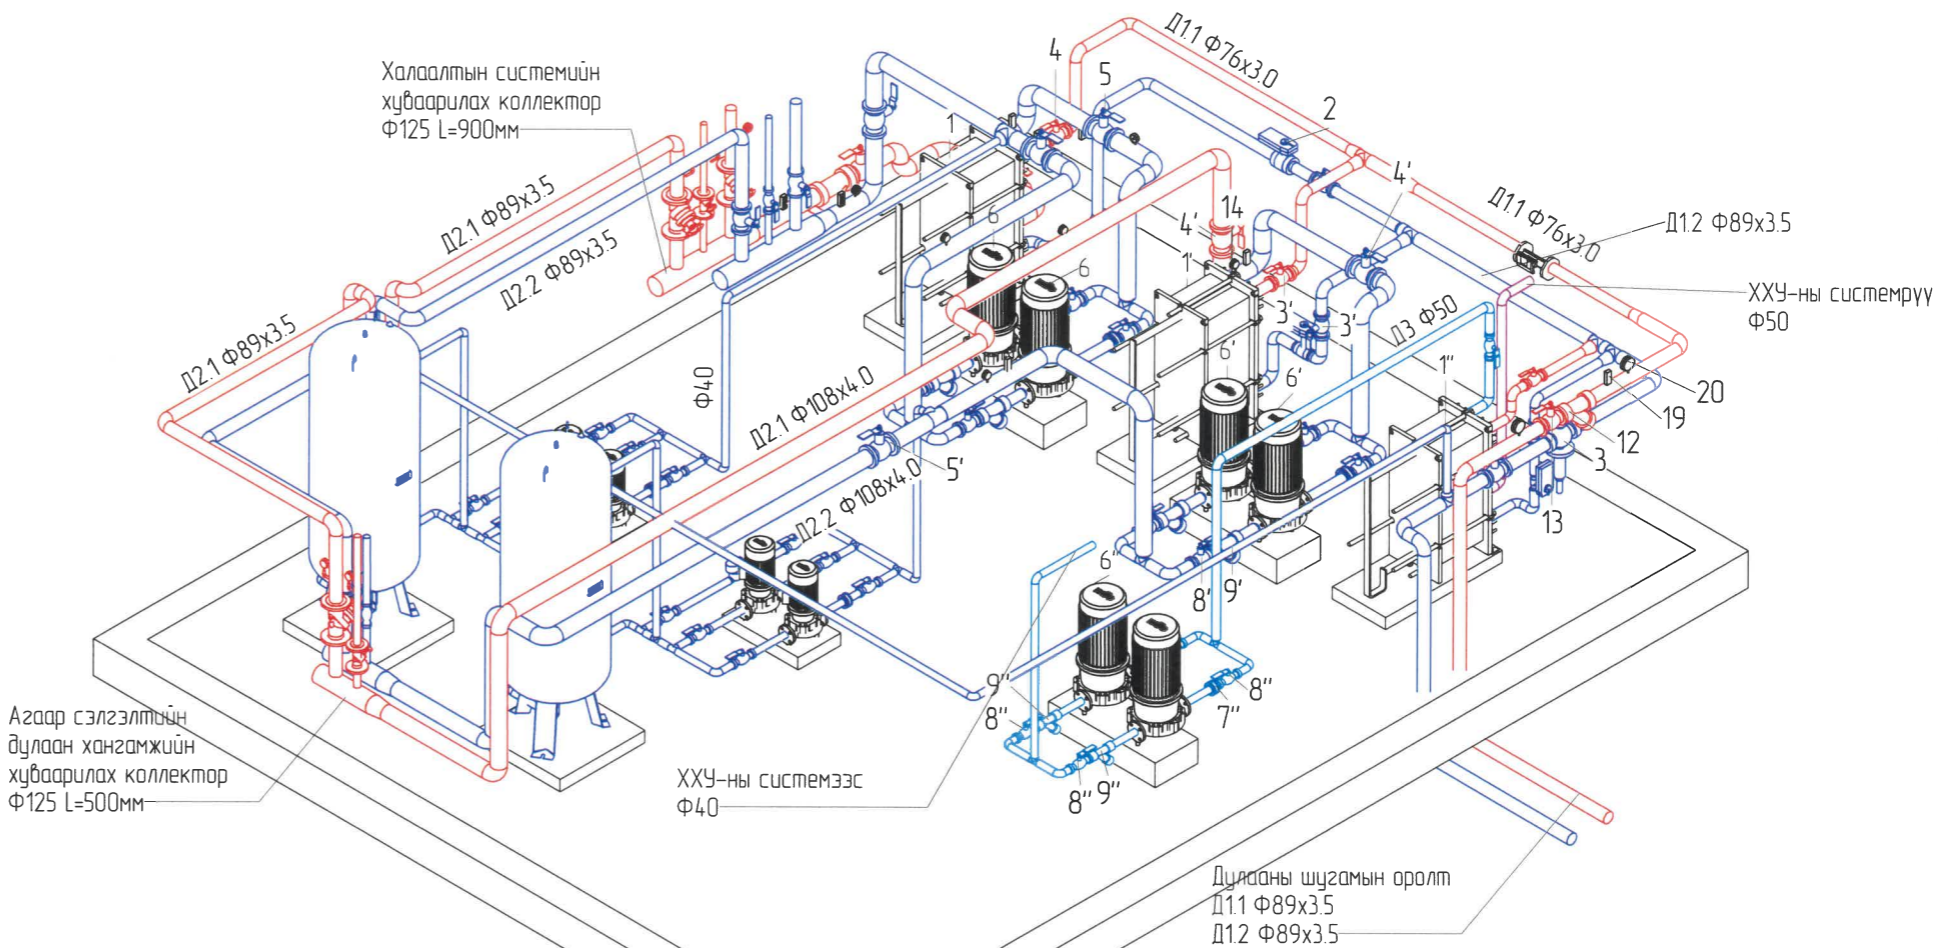 Халаалтын системийн
хуваарилах коллектор
Ф125 L=900мм
Д1.1 Ф76х3.0
4
5
2
1
4'
Д2.1 Ф89х3.5
Д2.2 Ф89х3.5
14
4'
6
6
1'
3'
3'
Д1.1 Ф76х3.0
Д1.2 Ф89х3.5
ХХУ-ны системрүү
Ф50
Д2.1 Ф89х3.5
Ф40
Д2.1 Ф108х4.0
Д3 Ф50
6'
6'
1"
20
19
12
3
13
5'
Д2.2 Ф108х4.0
6"
8'
9'
9"
8"
8"
7"
8"
9"
Агаар сэлгэлтийн
дулаан хангамжийн
хуваарилах коллектор
Ф125 L=500мм
ХХУ-ны системээс
Ф40
Дулааны шугамын оролт
Д1.1 Ф89х3.5
Д1.2 Ф89х3.5